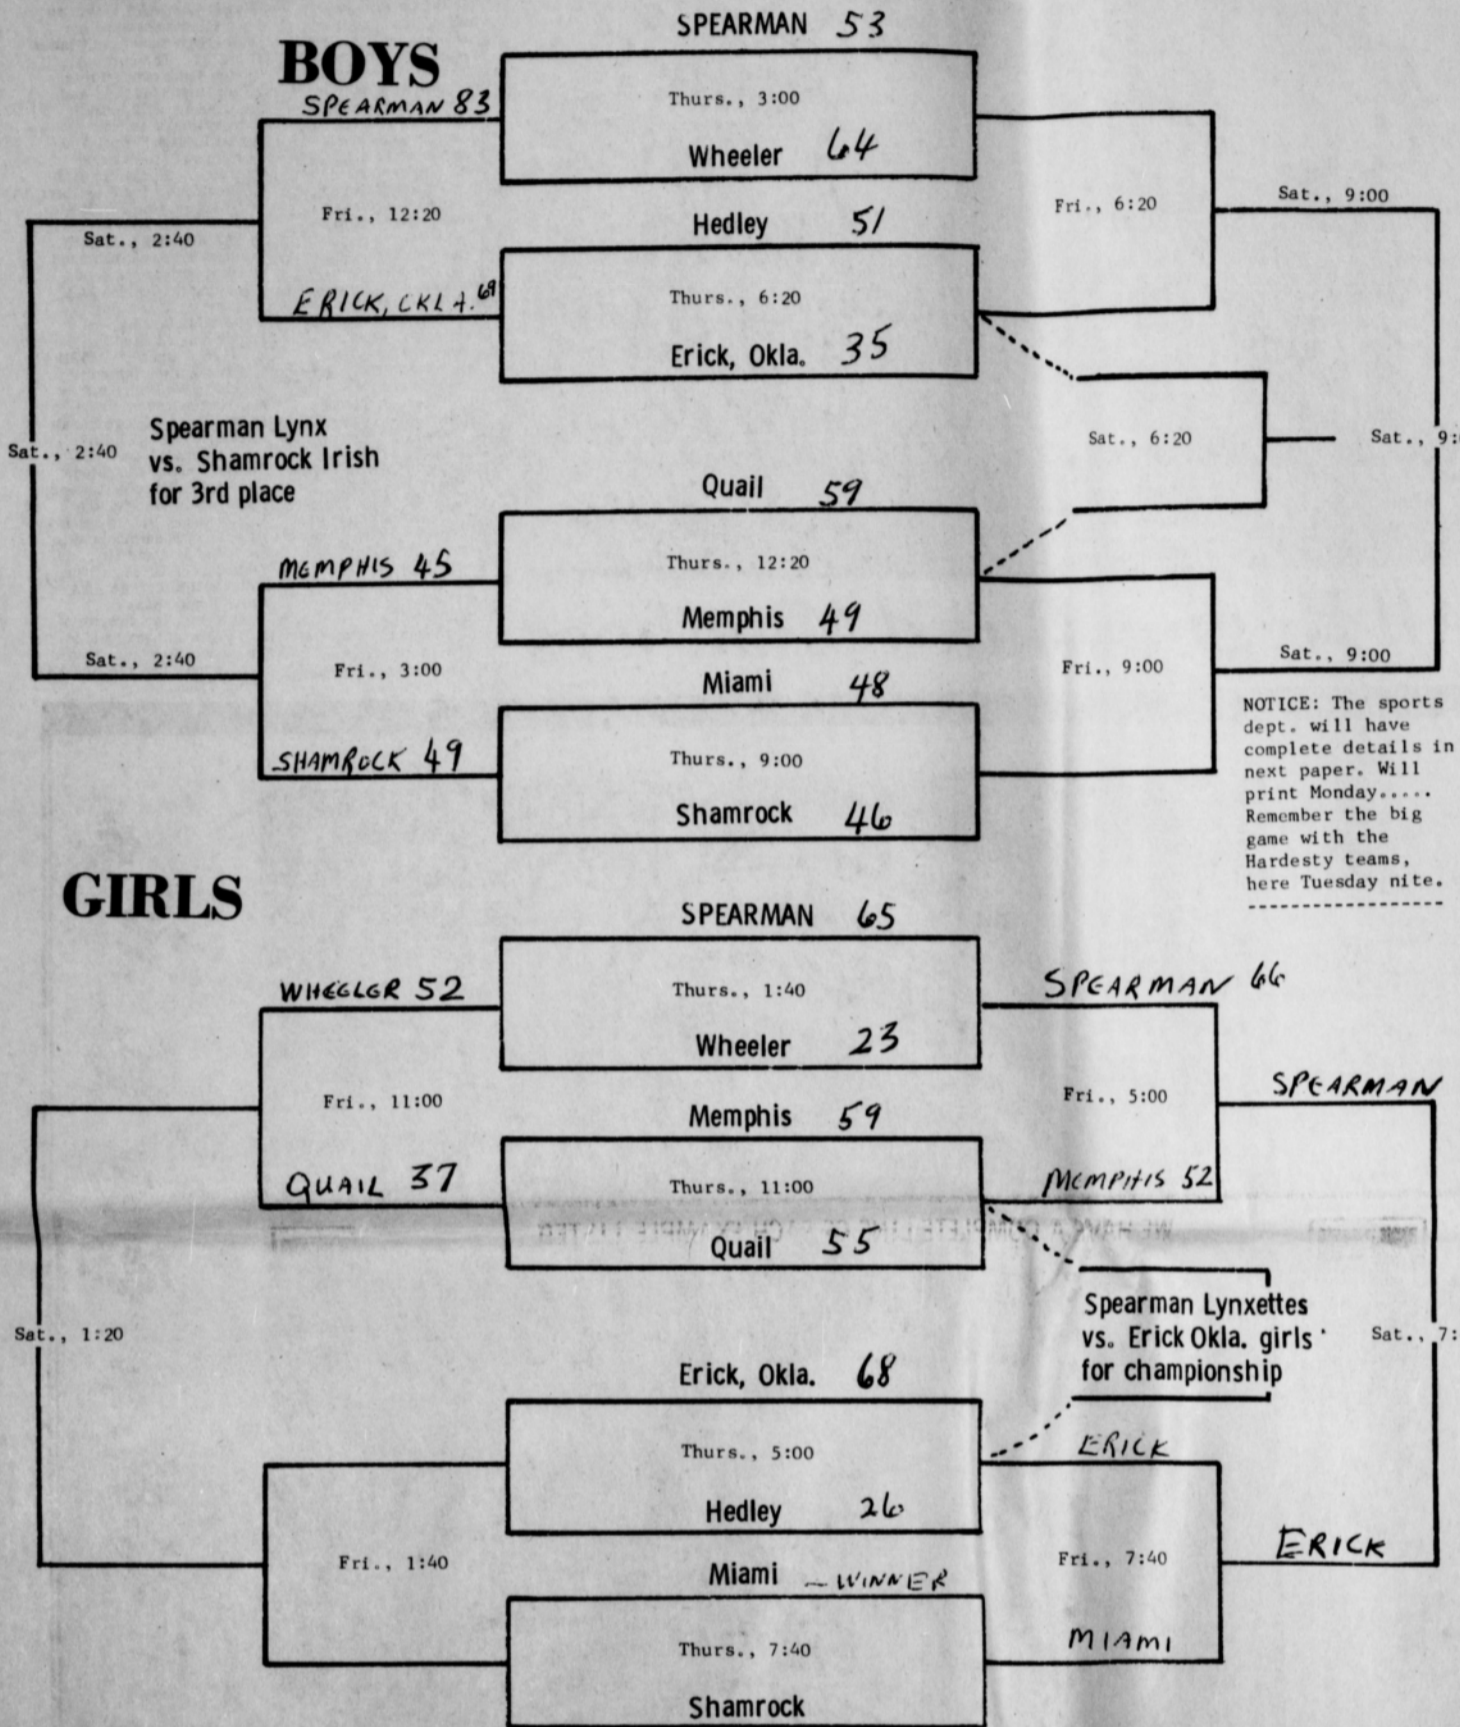 SPEARMAN 53
BOYS
SPEARMAN 83
Thurs., 3:00
Wheeler 64
Fri., 12:20
Hedley 51
Fri., 6:20
Sat., 9:00
Sat., 2:40
ERICK, OKLA. 69
Thurs., 6:20
Erick, Okla. 35
Spearman Lynx
vs. Shamrock Irish
for 3rd place
Sat., 2:40
Sat., 6:20
Sat., 9:
Quail 59
MEMPHIS 45
Thurs., 12:20
Memphis 49
Sat., 2:40
Fri., 3:00
Miami 48
Fri., 9:00
Sat., 9:00
SHAMROCK 49
Thurs., 9:00
Shamrock 46
NOTICE: The sports
dept. will have
complete details in
next paper. Will
print Monday.....
Remember the big
game with the
Hardesty teams,
here Tuesday nite.
------------------
GIRLS
SPEARMAN 65
WHEELER 52
Thurs., 1:40
Wheeler 23
SPEARMAN 66
Fri., 11:00
Memphis 59
Fri., 5:00
SPEARMAN
QUAIL 37
Thurs., 11:00
Quail 55
MEMPHIS 52
Spearman Lynxettes
vs. Erick Okla. girls
for championship
Sat., 1:20
Sat., 7:
Erick, Okla. 68
Thurs., 5:00
Hedley 26
ERICK
Fri., 1:40
Miami - WINNER
Fri., 7:40
ERICK
Thurs., 7:40
Shamrock
MIAMI